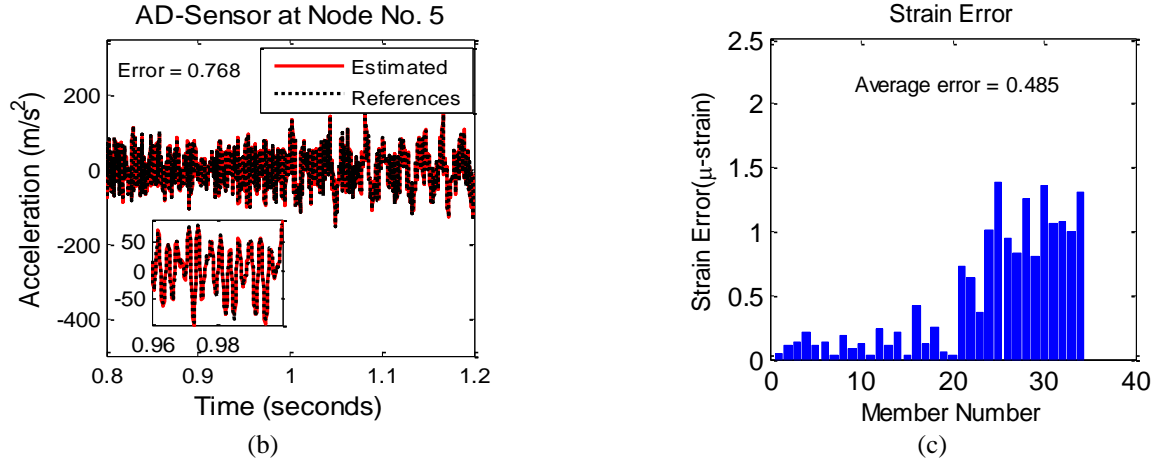 AD-Sensor at Node No. 5
Error = 0.768
Estimated
References
200
0
-200
-400
Acceleration (m/s²)
50
0
-50
0.96 0.98
0.8 0.9 1 1.1 1.2
Time (seconds)
(b)
Strain Error
Average error = 0.485
2.5
2
1.5
1
0.5
0
Strain Error(μ-strain)
0 10 20 30 40
Member Number
(c)